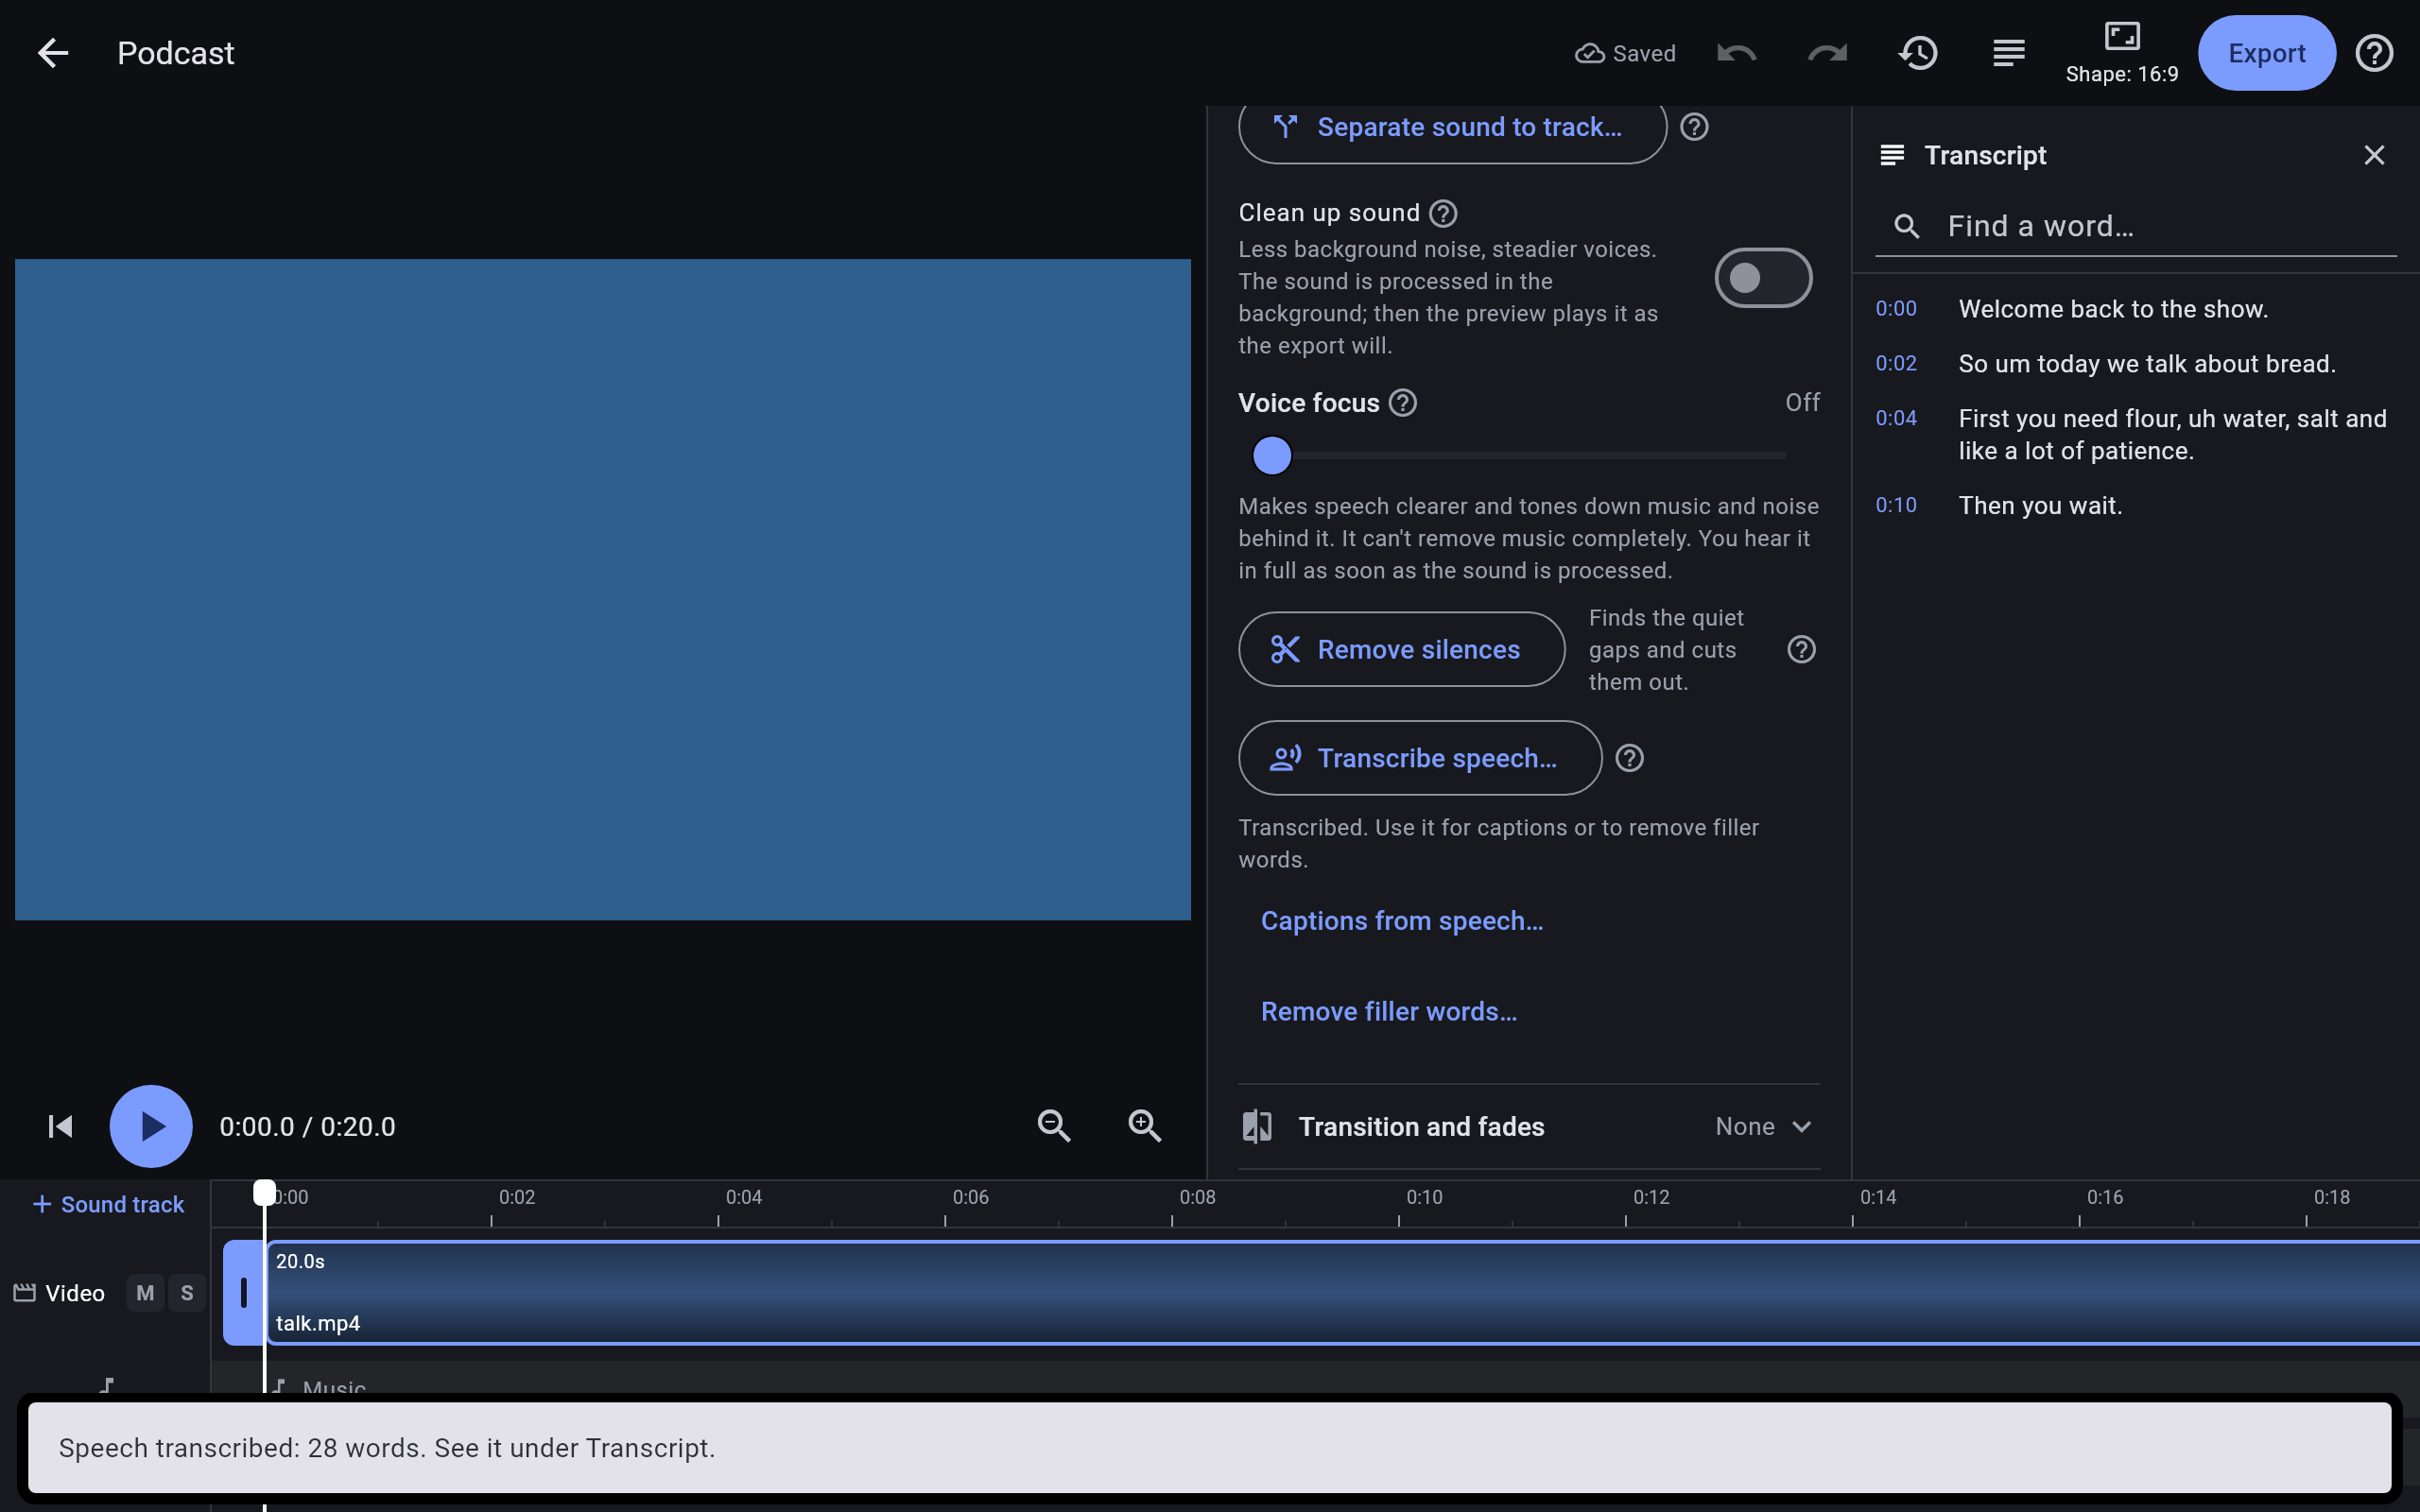 Podcast
Saved
Shape: 16:9
Export
Separate sound to track…
Clean up sound
Less background noise, steadier voices.
The sound is processed in the
background; then the preview plays it as
the export will.
Voice focus
Off
Makes speech clearer and tones down music and noise
behind it. It can't remove music completely. You hear it
in full as soon as the sound is processed.
Remove silences
Finds the quiet
gaps and cuts
them out.
Transcribe speech…
Transcribed. Use it for captions or to remove filler
words.
Captions from speech…
Remove filler words…
Transition and fades
None
Transcript
Find a word…
0:00 Welcome back to the show.
0:02 So um today we talk about bread.
0:04 First you need flour, uh water, salt and
like a lot of patience.
0:10 Then you wait.
0:00.0 / 0:20.0
Sound track
0:00 0:02 0:04 0:06 0:08 0:10 0:12 0:14 0:16 0:18
Video M S
20.0s
talk.mp4
Music
Speech transcribed: 28 words. See it under Transcript.